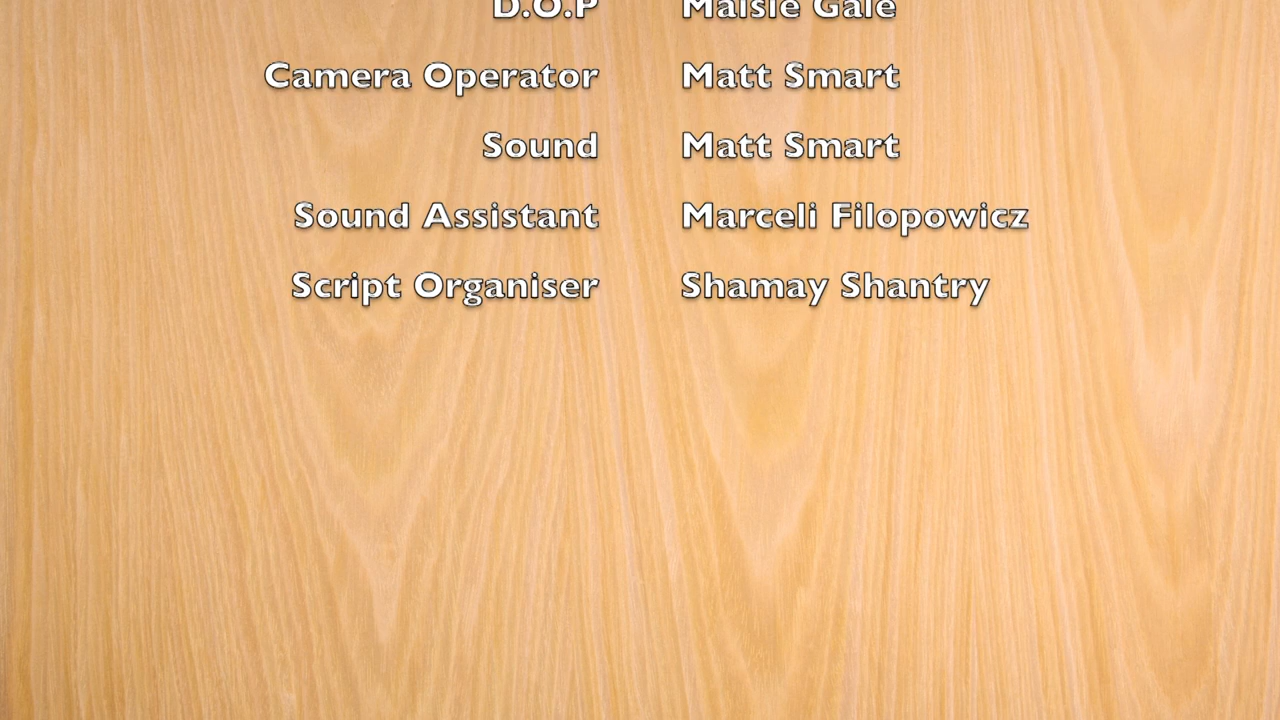 D.O.P Maisie Gale
Camera Operator Matt Smart
Sound Matt Smart
Sound Assistant Marceli Filopowicz
Script Organiser Shamay Shantry